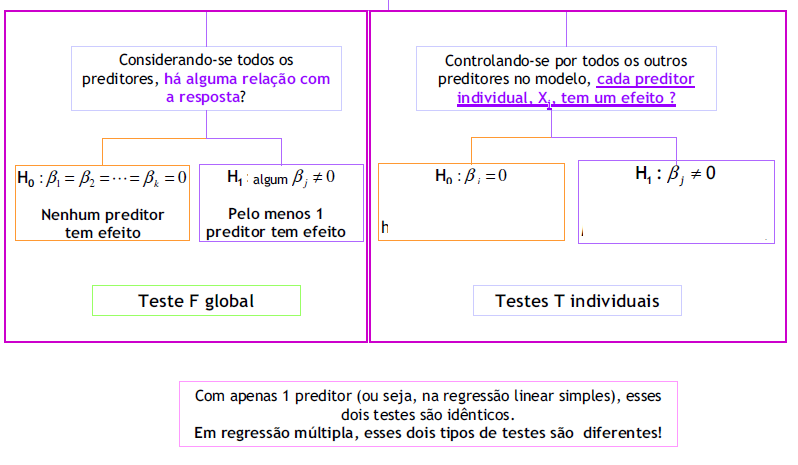 Considerando-se todos os
preditores, há alguma relação com
a resposta?
H₀ : β₁ = β₂ = ⋯ = βₖ = 0
Nenhum preditor
tem efeito
H₁ : algum βⱼ ≠ 0
Pelo menos 1
preditor tem efeito
Teste F global
Controlando-se por todos os outros
preditores no modelo, cada preditor
individual, Xⱼ, tem um efeito ?
H₀ : βⱼ = 0
h
H₁ : βⱼ ≠ 0
Testes T individuais
Com apenas 1 preditor (ou seja, na regressão linear simples), esses
dois testes são idênticos.
Em regressão múltipla, esses dois tipos de testes são diferentes!